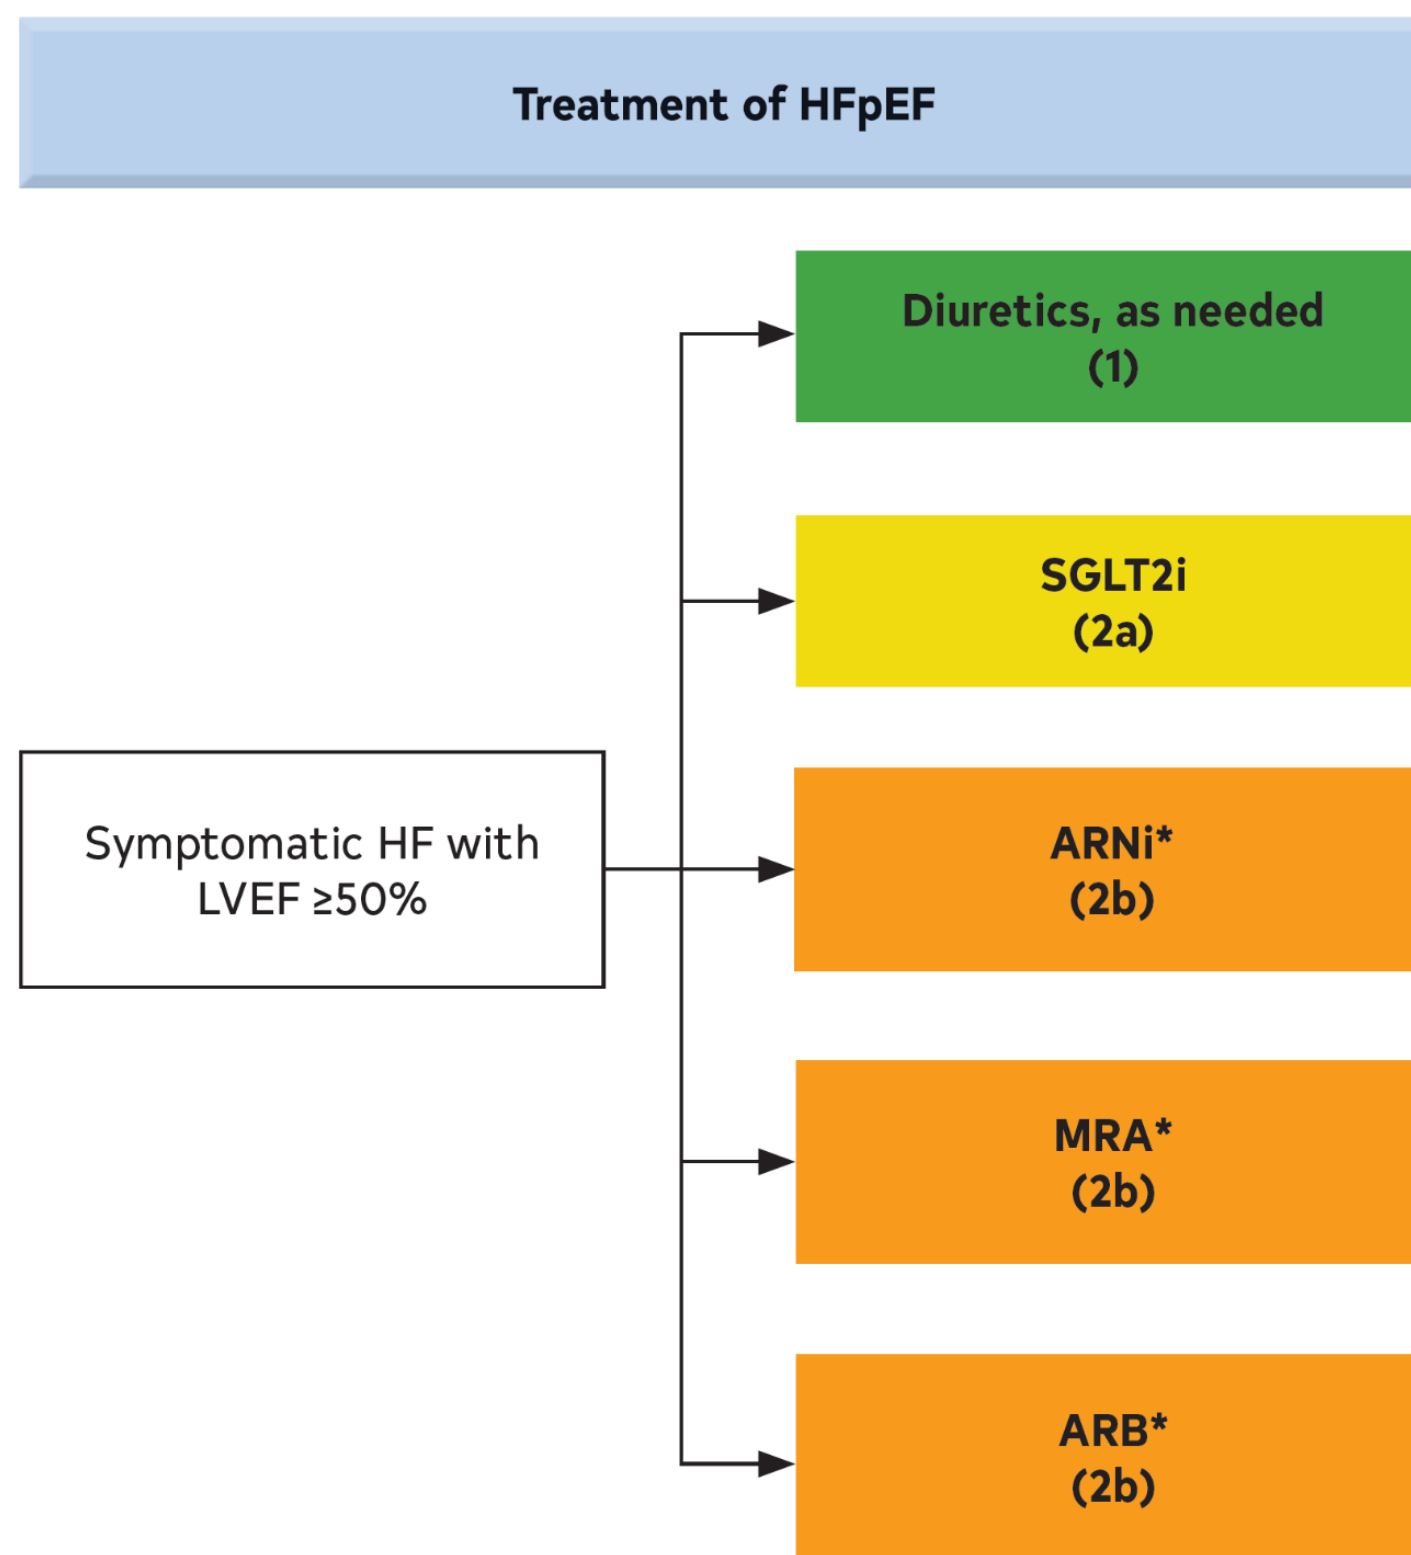 Treatment of HFpEF
Diuretics, as needed
(1)
SGLT2i
(2a)
Symptomatic HF with
LVEF ≥50%
ARNi*
(2b)
MRA*
(2b)
ARB*
(2b)